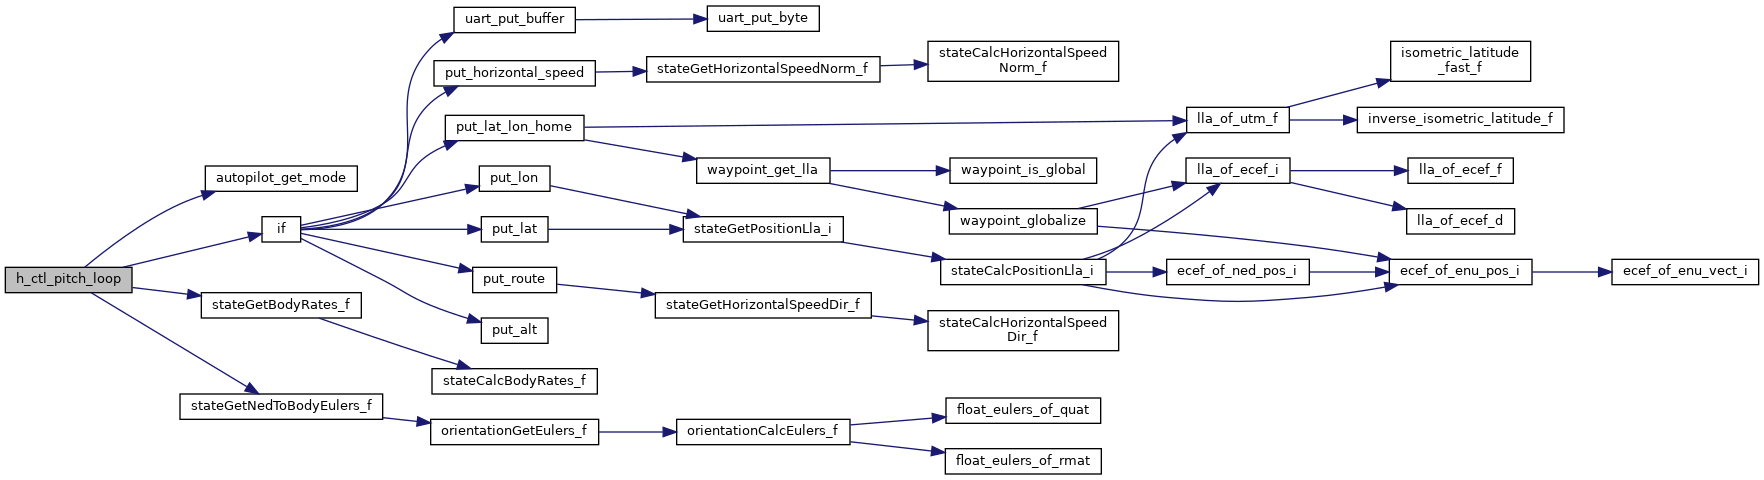 h_ctl_pitch_loop
autopilot_get_mode
if
stateGetBodyRates_f
stateGetNedToBodyEulers_f
uart_put_buffer
put_horizontal_speed
put_lat_lon_home
put_lon
put_lat
put_route
put_alt
stateCalcBodyRates_f
orientationGetEulers_f
uart_put_byte
stateGetHorizontalSpeedNorm_f
waypoint_get_lla
stateGetPositionLla_i
stateGetHorizontalSpeedDir_f
orientationCalcEulers_f
stateCalcHorizontalSpeed
Norm_f
waypoint_is_global
waypoint_globalize
stateCalcPositionLla_i
stateCalcHorizontalSpeed
Dir_f
float_eulers_of_quat
float_eulers_of_rmat
lla_of_utm_f
lla_of_ecef_i
ecef_of_ned_pos_i
isometric_latitude
_fast_f
inverse_isometric_latitude_f
lla_of_ecef_f
lla_of_ecef_d
ecef_of_enu_pos_i
ecef_of_enu_vect_i